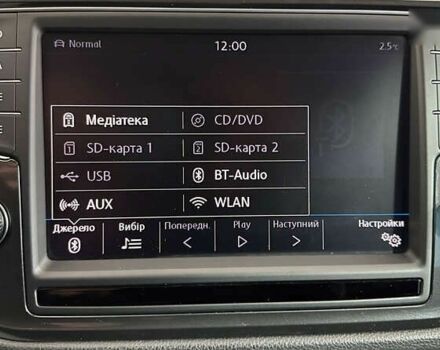 Normal 12:00 2.5°C
Медіатека CD/DVD
SD-карта 1 SD-карта 2
USB BT-Audio
AUX WLAN
Джерело Вибір Попередн. Play Наступний Настройки